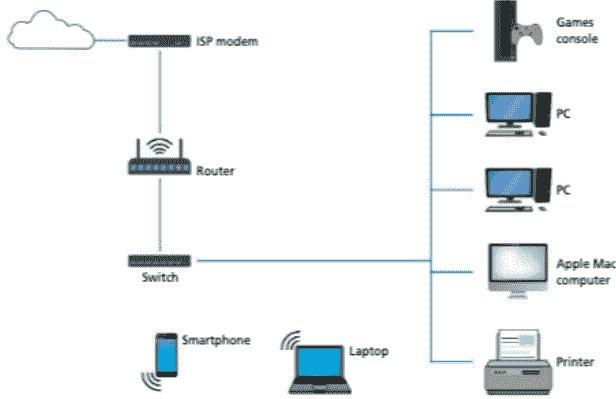 ISP modem
Games
console
PC
Router
PC
Switch
Apple Mac
computer
Smartphone
Laptop
Printer